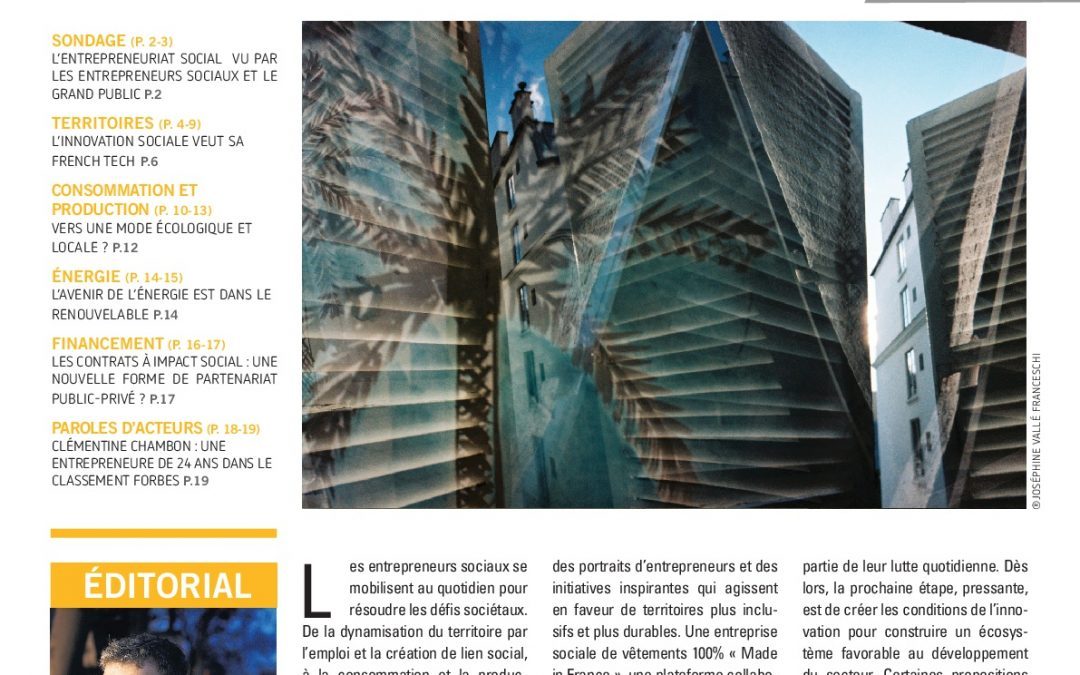 SONDAGE (P. 2-3)
L’ENTREPRENEURIAT SOCIAL VU PAR
LES ENTREPRENEURS SOCIAUX ET LE
GRAND PUBLIC P.2
TERRITOIRES (P. 4-9)
L’INNOVATION SOCIALE VEUT SA
FRENCH TECH P.6
CONSOMMATION ET
PRODUCTION (P. 10-13)
VERS UNE MODE ÉCOLOGIQUE ET
LOCALE ? P.12
ÉNERGIE (P. 14-15)
L’AVENIR DE L’ÉNERGIE EST DANS LE
RENOUVELABLE P.14
FINANCEMENT (P. 16-17)
LES CONTRATS À IMPACT SOCIAL : UNE
NOUVELLE FORME DE PARTENARIAT
PUBLIC-PRIVÉ ? P.17
PAROLES D’ACTEURS (P. 18-19)
CLÉMENTINE CHAMBON : UNE
ENTREPRENEURE DE 24 ANS DANS LE
CLASSEMENT FORBES P.19
®JOSÉPHINE VALLÉ FRANCESCHI
ÉDITORIAL
Les entrepreneurs sociaux se
mobilisent au quotidien pour
résoudre les défis sociétaux.
De la dynamisation du territoire par
l’emploi et la création de lien social,
à la consommation et la produc-
des portraits d’entrepreneurs et des
initiatives inspirantes qui agissent
en faveur de territoires plus inclu-
sifs et plus durables. Une entreprise
sociale de vêtements 100% « Made
in France », une plateforme collabo-
partie de leur lutte quotidienne. Dès
lors, la prochaine étape, pressante,
est de créer les conditions de l’inno-
vation pour construire un écosys-
tème favorable au développement
du secteur. Certaines propositions